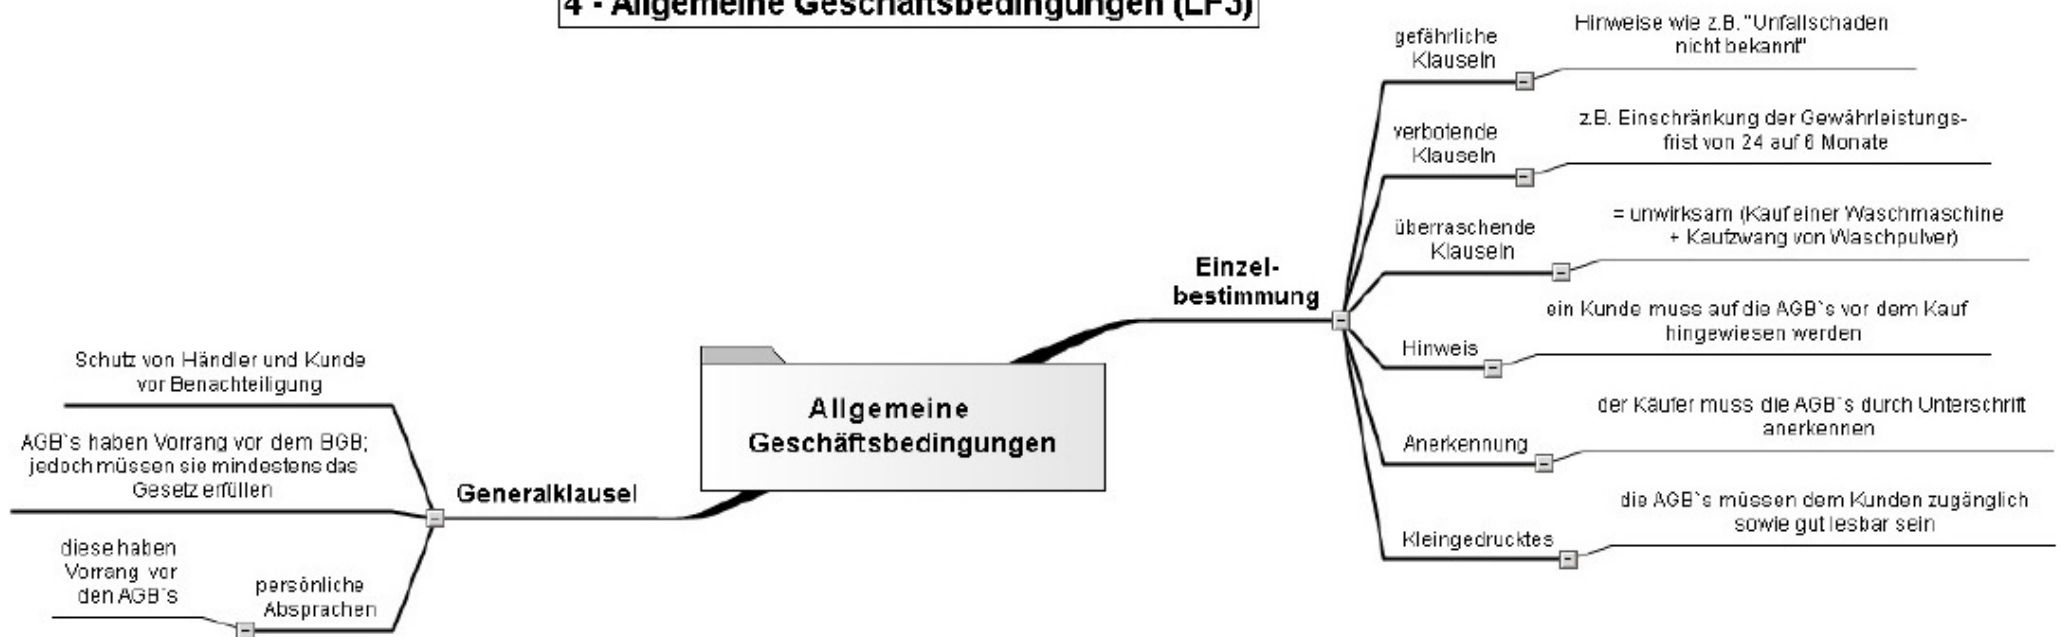 4 - Allgemeine Geschäftsbedingungen (LF3)
gefährliche
Klauseln
Hinweise wie z.B. "Unfallschaden
nicht bekannt"
verbotende
Klauseln
z.B. Einschränkung der Gewährleistungs-
frist von 24 auf 6 Monate
überraschende
Klauseln
= unwirksam (Kauf einer Waschmaschine
+ Kaufzwang von Waschpulver)
Einzel-
bestimmung
Hinweis
ein Kunde muss auf die AGB`s vor dem Kauf
hingewiesen werden
Anerkennung
der Käufer muss die AGB`s durch Unterschrift
anerkennen
Kleingedrucktes
die AGB`s müssen dem Kunden zugänglich
sowie gut lesbar sein
Allgemeine
Geschäftsbedingungen
Generalklausel
Schutz von Händler und Kunde
vor Benachteiligung
AGB`s haben Vorrang vor dem BGB;
jedoch müssen sie mindestens das
Gesetz erfüllen
persönliche
Absprachen
diese haben
Vorrang vor
den AGB`s